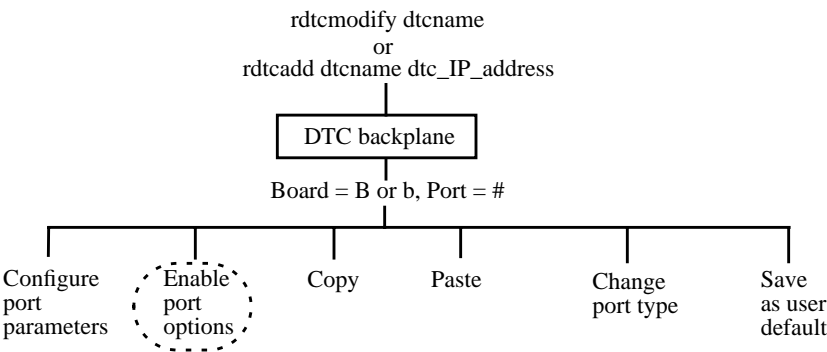 rdtcmodify dtcname
or
rdtcadd dtcname dtc_IP_address
DTC backplane
Board = B or b, Port = #
Configure
port
parameters
Enable
port
options
Copy
Paste
Change
port type
Save
as user
default